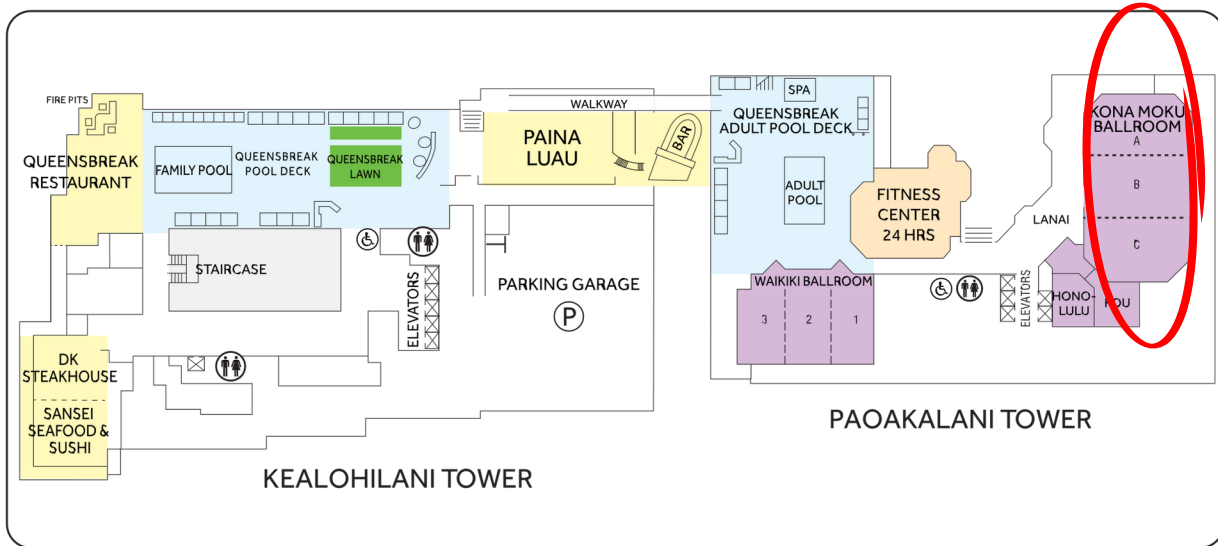 FIRE PITS
QUEENSBREAK
RESTAURANT
FAMILY POOL
QUEENSBREAK
POOL DECK
QUEENSBREAK
LAWN
STAIRCASE
ELEVATORS
DK
STEAKHOUSE
SANSEI
SEAFOOD &
SUSHI
KEALOHILANI TOWER
WALKWAY
PAINA
LUAU
BAR
PARKING GARAGE
P
SPA
QUEENSBREAK
ADULT POOL DECK
ADULT
POOL
FITNESS
CENTER
24 HRS
WAIKIKI BALLROOM
3
2
1
ELEVATORS
LANAI
KONA MOKU
BALLROOM
A
B
C
HONO-
LULU
KOU
PAOAKALANI TOWER